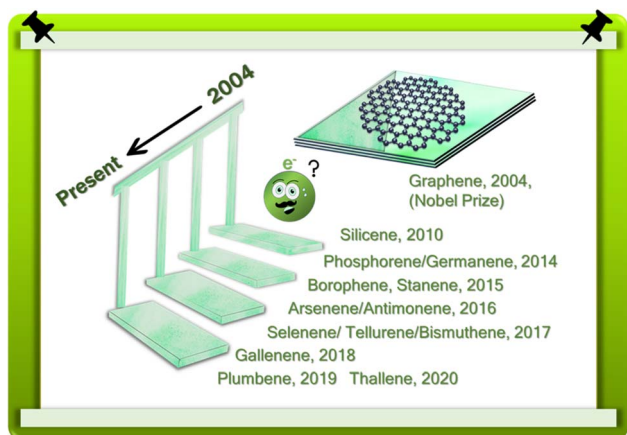 2004
Present
e-
?
Graphene, 2004,
(Nobel Prize)
Silicene, 2010
Phosphorene/Germanene, 2014
Borophene, Stanene, 2015
Arsenene/Antimonene, 2016
Selenene/ Tellurene/Bismuthene, 2017
Gallenene, 2018
Plumbene, 2019 Thallene, 2020